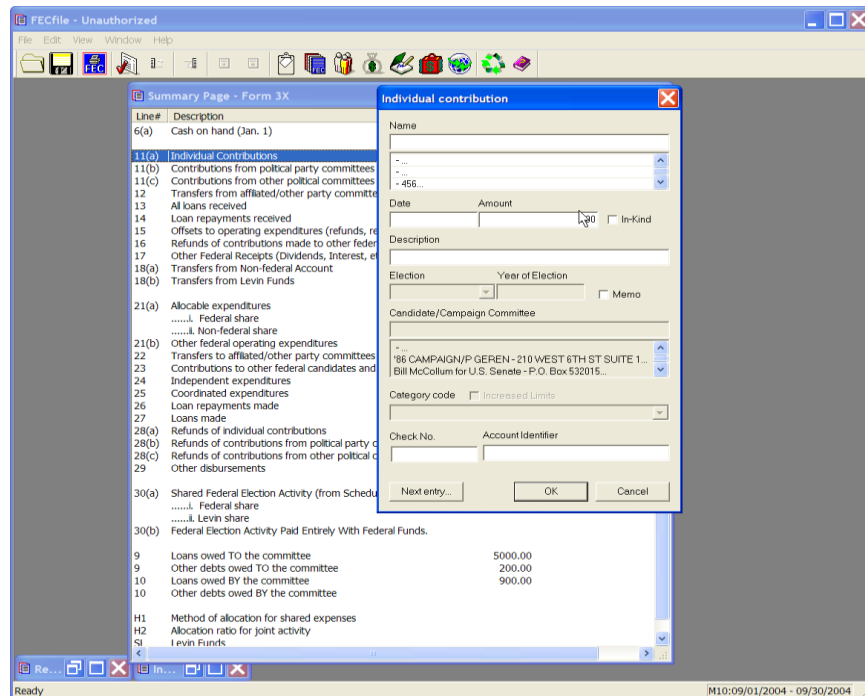 FECfile - Unauthorized
File Edit View Window Help
FEC
Summary Page - Form 3X
Line# Description
6(a) Cash on hand (Jan. 1)
11(a) Individual Contributions
11(b) Contributions from political party committees
11(c) Contributions from other political committees
12 Transfers from affilated/other party committe
13 All loans received
14 Loan repayments received
15 Offsets to operating expenditures (refunds, re
16 Refunds of contributions made to other feder
17 Other Federal Receipts (Dividends, Interest, et
18(a) Transfers from Non-federal Account
18(b) Transfers from Levin Funds
21(a) Allocable expenditures
......i. Federal share
......ii. Non-federal share
21(b) Other federal operating expenditures
22 Transfers to affilated/other party committees
23 Contributions to other federal candidates and
24 Independent expenditures
25 Coordinated expenditures
26 Loan repayments made
27 Loans made
28(a) Refunds of individual contributions
28(b) Refunds of contributions from political party c
28(c) Refunds of contributions from other political c
29 Other disbursements
30(a) Shared Federal Election Activity (from Schedu
......i. Federal share
......ii. Levin share
30(b) Federal Election Activity Paid Entirely With Federal Funds.
9 Loans owed TO the committee 5000.00
9 Other debts owed TO the committee 200.00
10 Loans owed BY the committee 900.00
10 Other debts owed BY the committee
H1 Method of allocation for shared expenses
H2 Allocation ratio for joint activity
SL Levin Funds
Individual contribution
Name
- ...
- ...
- 456...
Date Amount
In-Kind
Description
Election Year of Election
Memo
Candidate/Campaign Committee
- ...
'86 CAMPAIGN/P GEREN - 210 WEST 6TH ST SUITE 1...
Bill McCollum for U.S. Senate - P.O. Box 532015...
Category code Increased Limits
Check No. Account Identifier
Next entry... OK Cancel
Re... In...
Ready M10:09/01/2004 - 09/30/2004